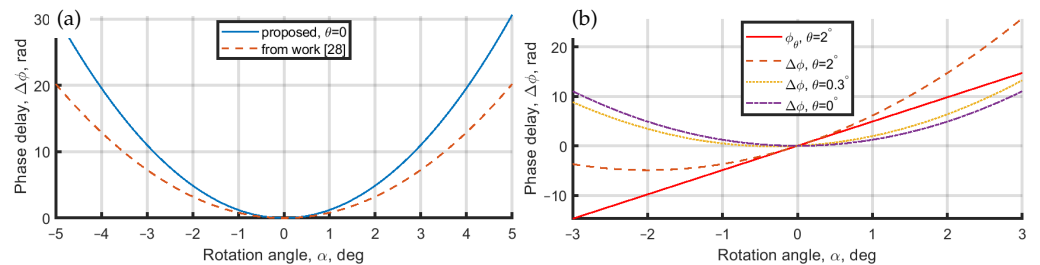 (a)
30
20
10
0
Phase delay, Δϕ, rad
proposed, θ=0
from work [28]
−5 −4 −3 −2 −1 0 1 2 3 4 5
Rotation angle, α, deg
(b)
20
10
0
−10
Phase delay, Δϕ, rad
ϕθ, θ=2°
Δϕ, θ=2°
Δϕ, θ=0.3°
Δϕ, θ=0°
−3 −2 −1 0 1 2 3
Rotation angle, α, deg